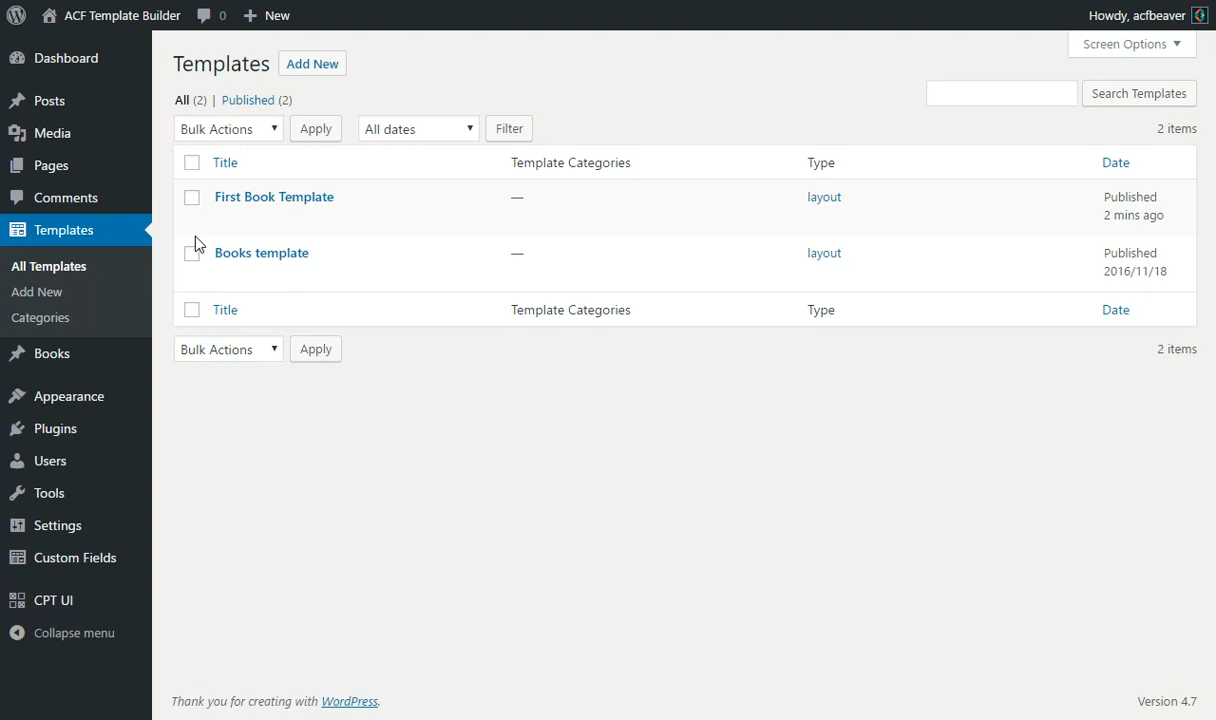 ACF Template Builder 0 New Howdy, acfbeaver
Screen Options
Dashboard
Posts
Media
Pages
Comments
Templates
All Templates
Add New
Categories
Books
Appearance
Plugins
Users
Tools
Settings
Custom Fields
CPT UI
Collapse menu
Templates Add New
All (2) | Published (2)
Search Templates
Bulk Actions Apply All dates Filter 2 items
Title Template Categories Type Date
First Book Template — layout Published
2 mins ago
Books template — layout Published
2016/11/18
Title Template Categories Type Date
Bulk Actions Apply 2 items
Thank you for creating with WordPress. Version 4.7